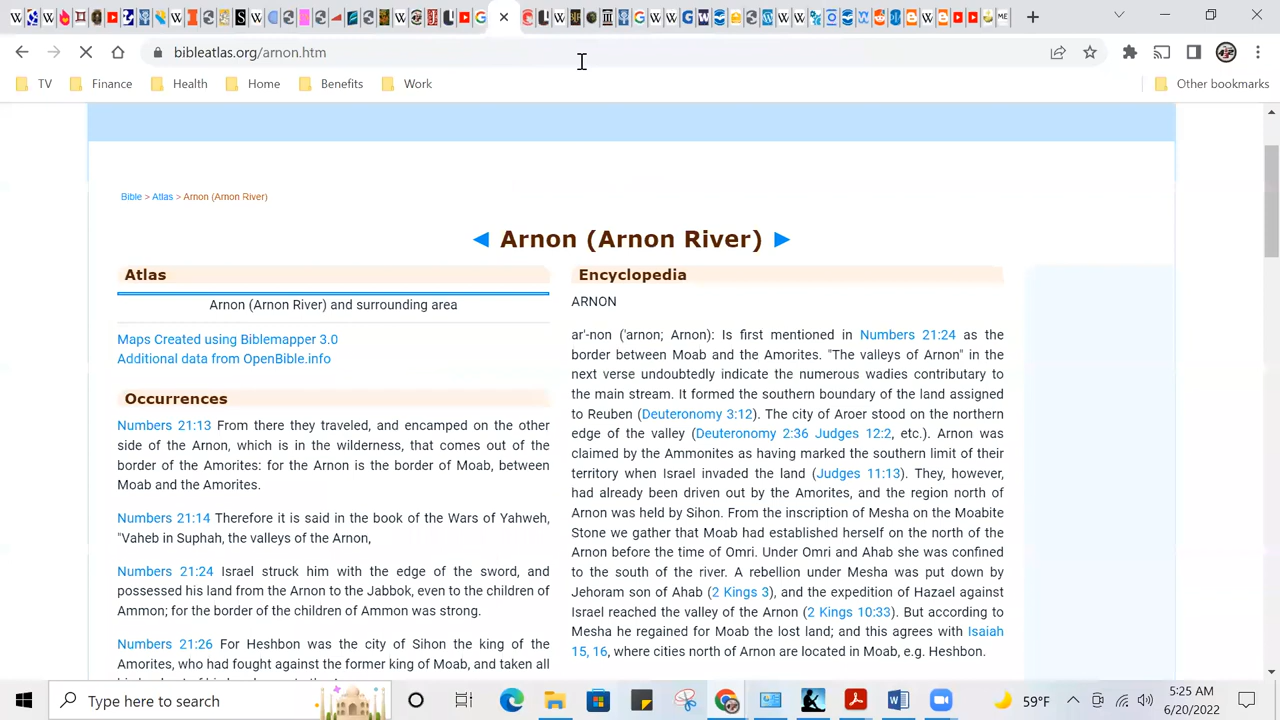 bibleatlas.org/arnon.htm
TV
Finance
Health
Home
Benefits
Work
Other bookmarks
Bible > Atlas > Arnon (Arnon River)
◄ Arnon (Arnon River) ►
Atlas
Arnon (Arnon River) and surrounding area
Maps Created using Biblemapper 3.0
Additional data from OpenBible.info
Occurrences
Numbers 21:13 From there they traveled, and encamped on the other
side of the Arnon, which is in the wilderness, that comes out of the
border of the Amorites: for the Arnon is the border of Moab, between
Moab and the Amorites.
Numbers 21:14 Therefore it is said in the book of the Wars of Yahweh,
"Vaheb in Suphah, the valleys of the Arnon,
Numbers 21:24 Israel struck him with the edge of the sword, and
possessed his land from the Arnon to the Jabbok, even to the children of
Ammon; for the border of the children of Ammon was strong.
Numbers 21:26 For Heshbon was the city of Sihon the king of the
Amorites, who had fought against the former king of Moab, and taken all
Encyclopedia
ARNON
ar'-non ('arnon; Arnon): Is first mentioned in Numbers 21:24 as the
border between Moab and the Amorites. "The valleys of Arnon" in the
next verse undoubtedly indicate the numerous wadies contributary to
the main stream. It formed the southern boundary of the land assigned
to Reuben (Deuteronomy 3:12). The city of Aroer stood on the northern
edge of the valley (Deuteronomy 2:36 Judges 12:2, etc.). Arnon was
claimed by the Ammonites as having marked the southern limit of their
territory when Israel invaded the land (Judges 11:13). They, however,
had already been driven out by the Amorites, and the region north of
Arnon was held by Sihon. From the inscription of Mesha on the Moabite
Stone we gather that Moab had established herself on the north of the
Arnon before the time of Omri. Under Omri and Ahab she was confined
to the south of the river. A rebellion under Mesha was put down by
Jehoram son of Ahab (2 Kings 3), and the expedition of Hazael against
Israel reached the valley of the Arnon (2 Kings 10:33). But according to
Mesha he regained for Moab the lost land; and this agrees with Isaiah
15, 16, where cities north of Arnon are located in Moab, e.g. Heshbon.
Type here to search
59°F
5:25 AM
6/20/2022